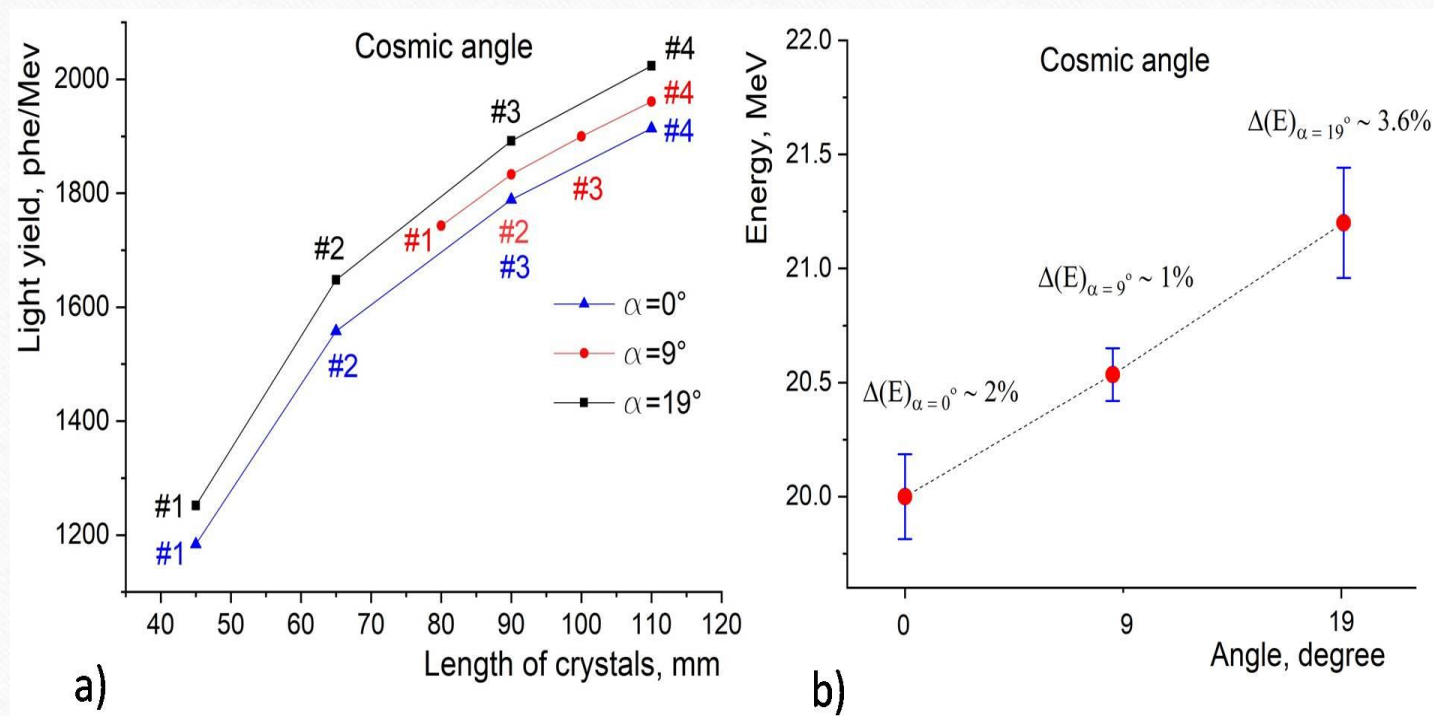 Cosmic angle
Light yield, phe/Mev
2000
1800
1600
1400
1200
#4
#4
#4
#3
#3
#2
#1
#2
#3
#2
#1
#1
α=0°
α=9°
α=19°
40 50 60 70 80 90 100 110 120
Length of crystals, mm
a)
Cosmic angle
Energy, MeV
22.0
21.5
21.0
20.5
20.0
Δ(E)α = 19° ~ 3.6%
Δ(E)α = 9° ~ 1%
Δ(E)α = 0° ~ 2%
0 9 19
Angle, degree
b)